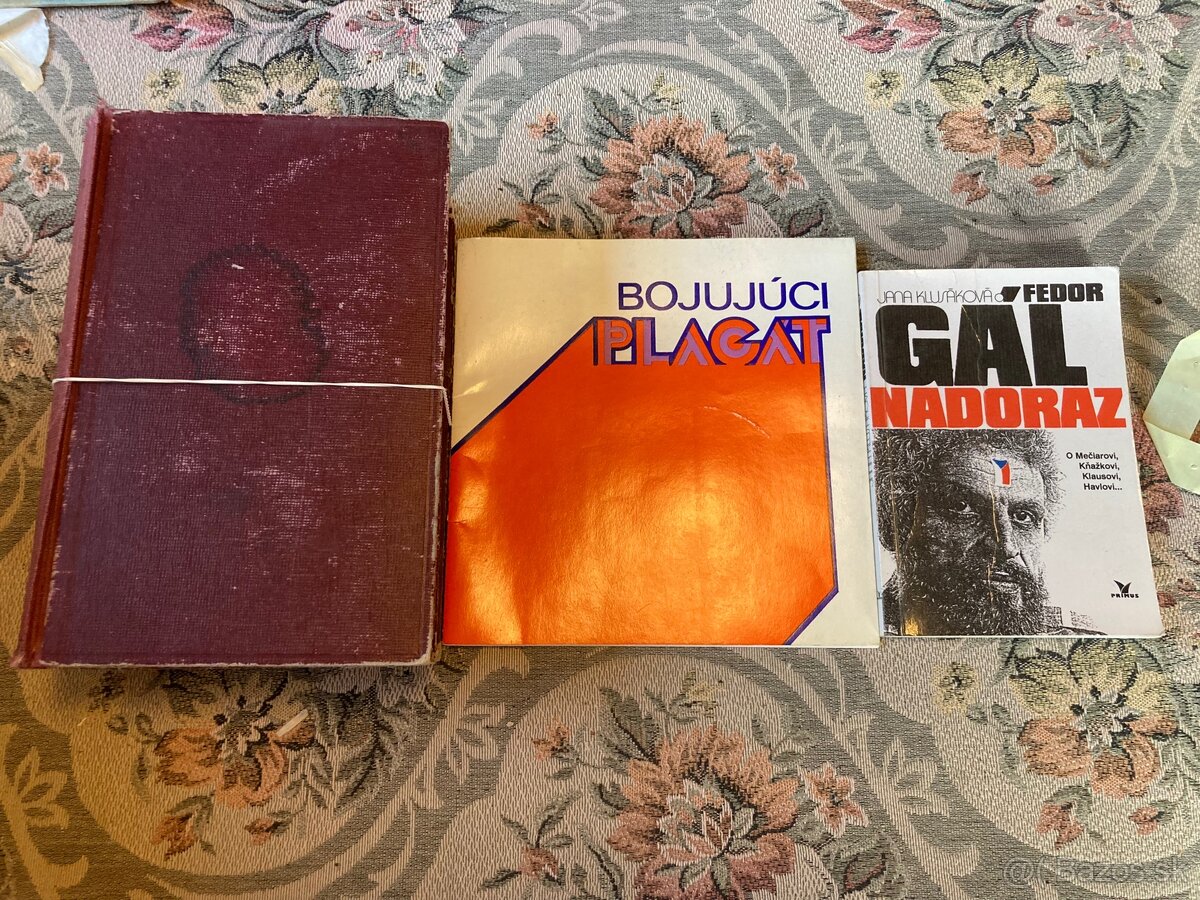 BOJUJÚCI
PLAGÁT
JANA KLUSÁKOVÁ a FEDOR
GÁL
NADORAZ
O Mečiarovi,
Kňažkovi,
Klausovi,
Havlovi...
PRIMUS
bazos.sk